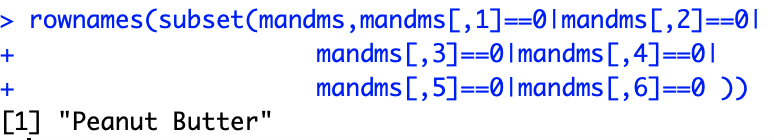 > rownames(subset(mandms,mandms[,1]==0|mandms[,2]==0|
+                      mandms[,3]==0|mandms[,4]==0|
+                      mandms[,5]==0|mandms[,6]==0 ))
[1] "Peanut Butter"